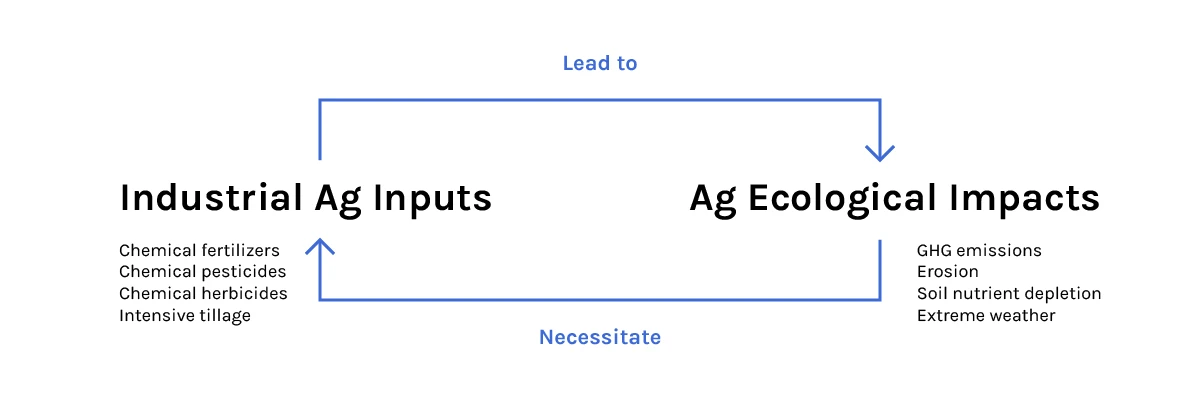 Lead to
Industrial Ag Inputs
Ag Ecological Impacts
Chemical fertilizers
Chemical pesticides
Chemical herbicides
Intensive tillage
GHG emissions
Erosion
Soil nutrient depletion
Extreme weather
Necessitate